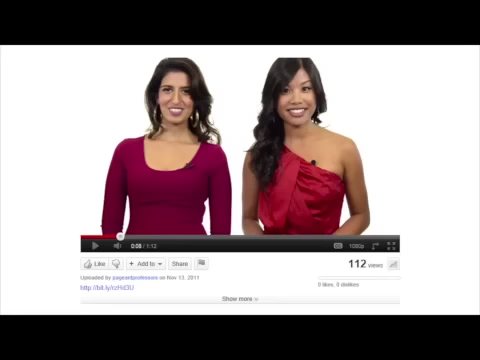 0:08 / 1:12
1080p
Like
+ Add to
Share
112 views
Uploaded by pageantprofessors on Nov 13, 2011
http://bit.ly/rzHd3U
0 likes, 0 dislikes
Show more